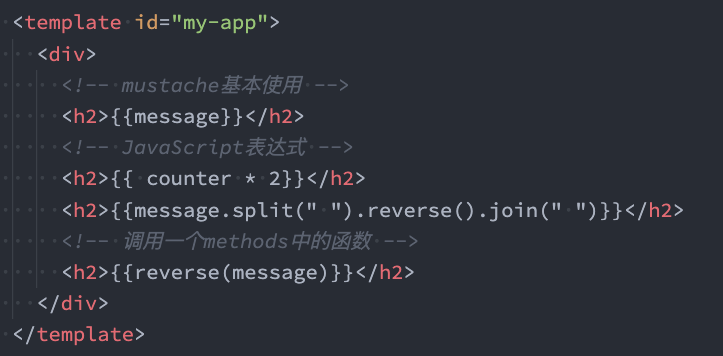 <template id="my-app">
<div>
<!-- mustache基本使用 -->
<h2>{{message}}</h2>
<!-- JavaScript表达式 -->
<h2>{{ counter * 2}}</h2>
<h2>{{message.split(" ").reverse().join(" ")}}</h2>
<!-- 调用一个methods中的函数 -->
<h2>{{reverse(message)}}</h2>
</div>
</template>